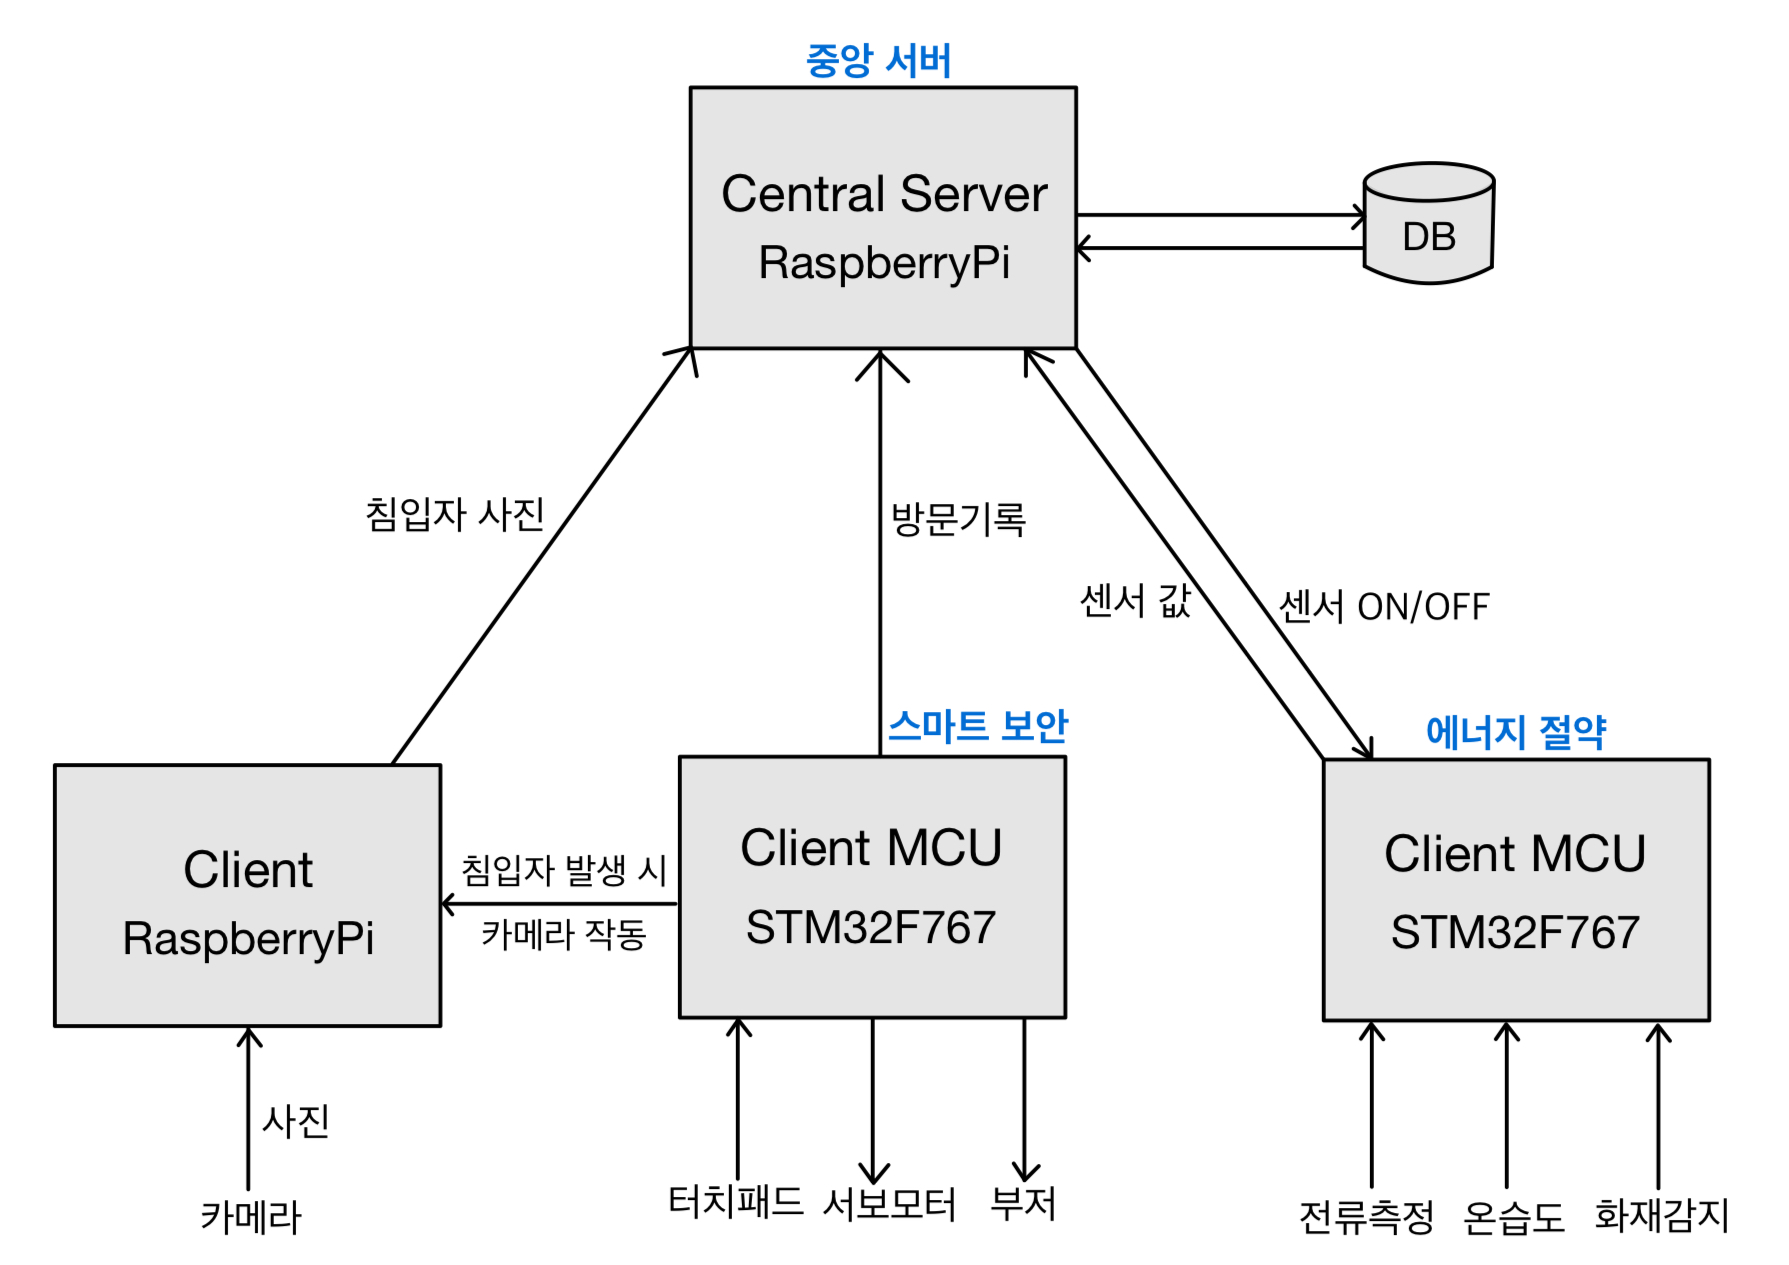 중앙 서버
Central Server
RaspberryPi
DB
침입자 사진
방문기록
센서 값
센서 ON/OFF
스마트 보안
에너지 절약
Client
RaspberryPi
침입자 발생 시
카메라 작동
Client MCU
STM32F767
Client MCU
STM32F767
사진
카메라
터치패드
서보모터
부저
전류측정
온습도
화재감지